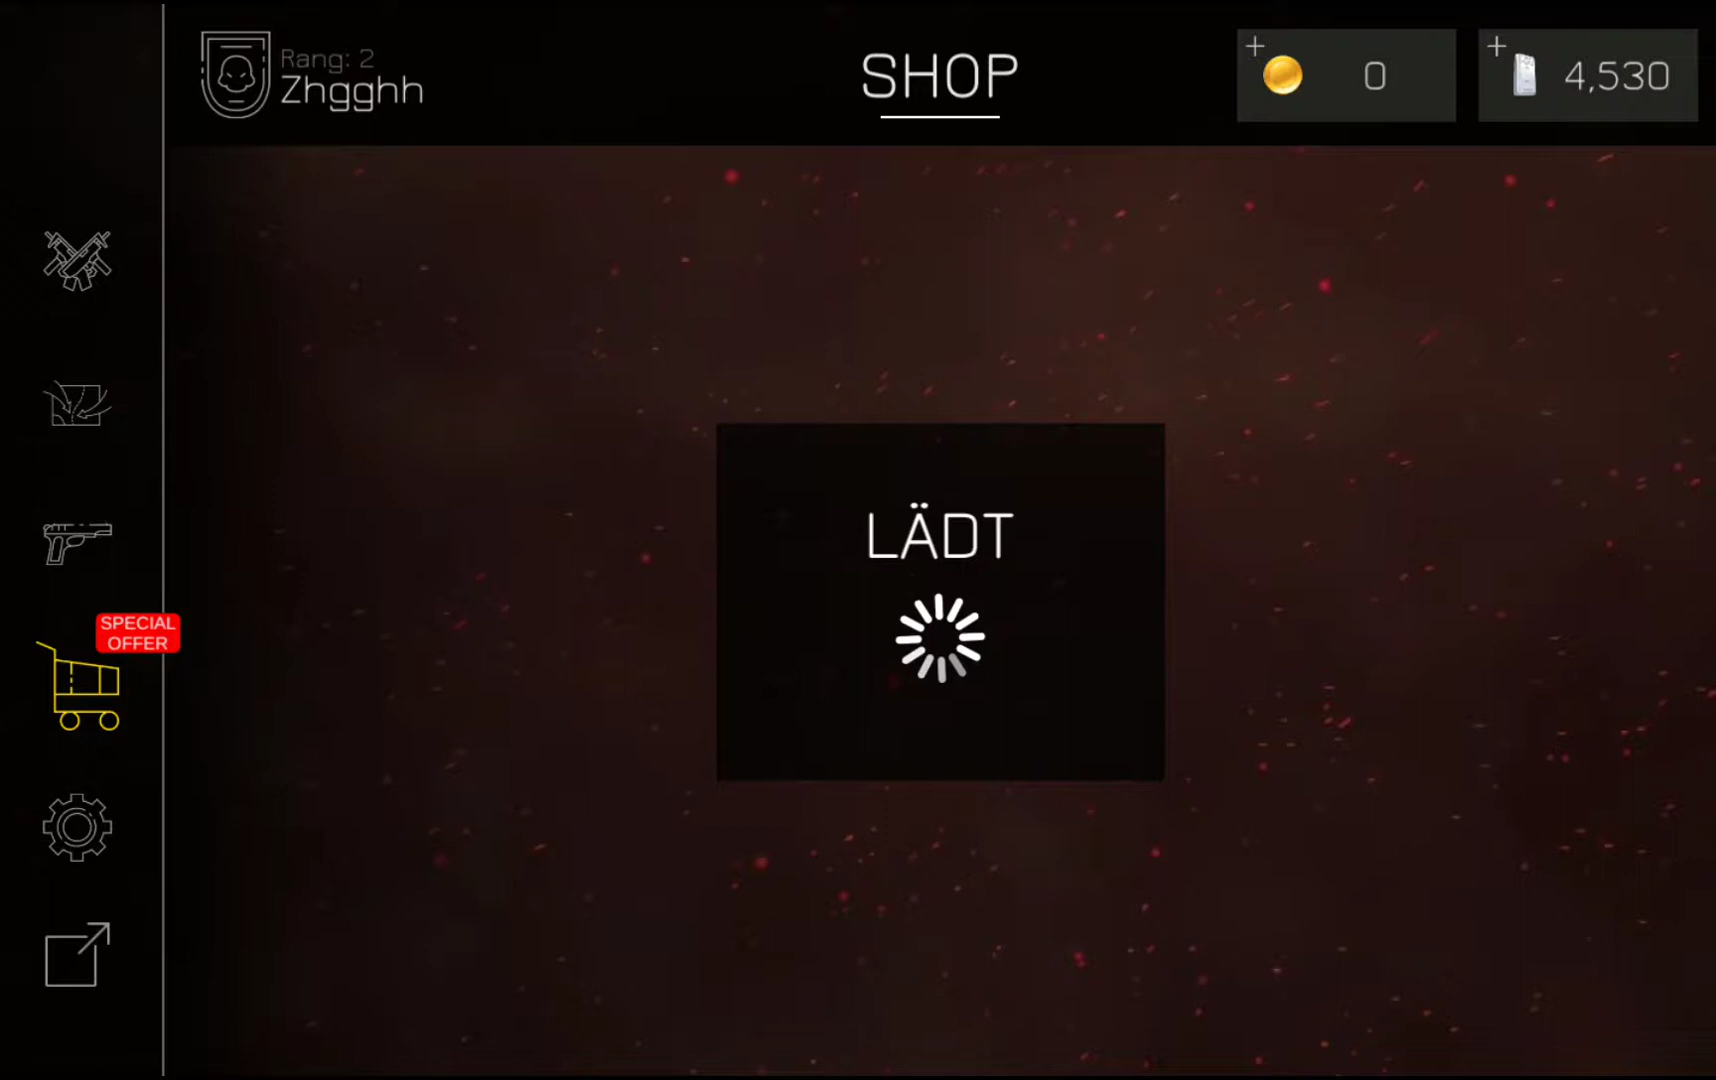 Rang: 2
Zhgghh
SHOP
0
4,530
LÄDT
SPECIAL
OFFER